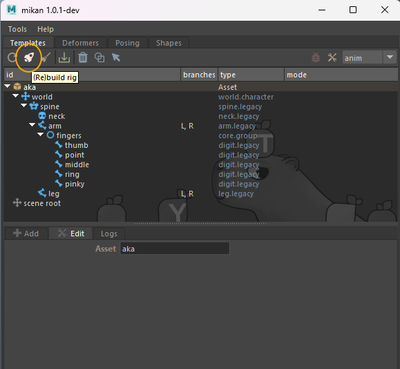 mikan 1.0.1-dev
Tools Help
Templates Deformers Posing Shapes
anim
(Re)build rig
id branches type mode
aka Asset
world world.character
spine spine.legacy
neck neck.legacy
arm L, R arm.legacy
fingers core.group
thumb digit.legacy
point digit.legacy
middle digit.legacy
ring digit.legacy
pinky digit.legacy
leg L, R leg.legacy
scene root
T
Y
Add Edit Logs
Asset aka